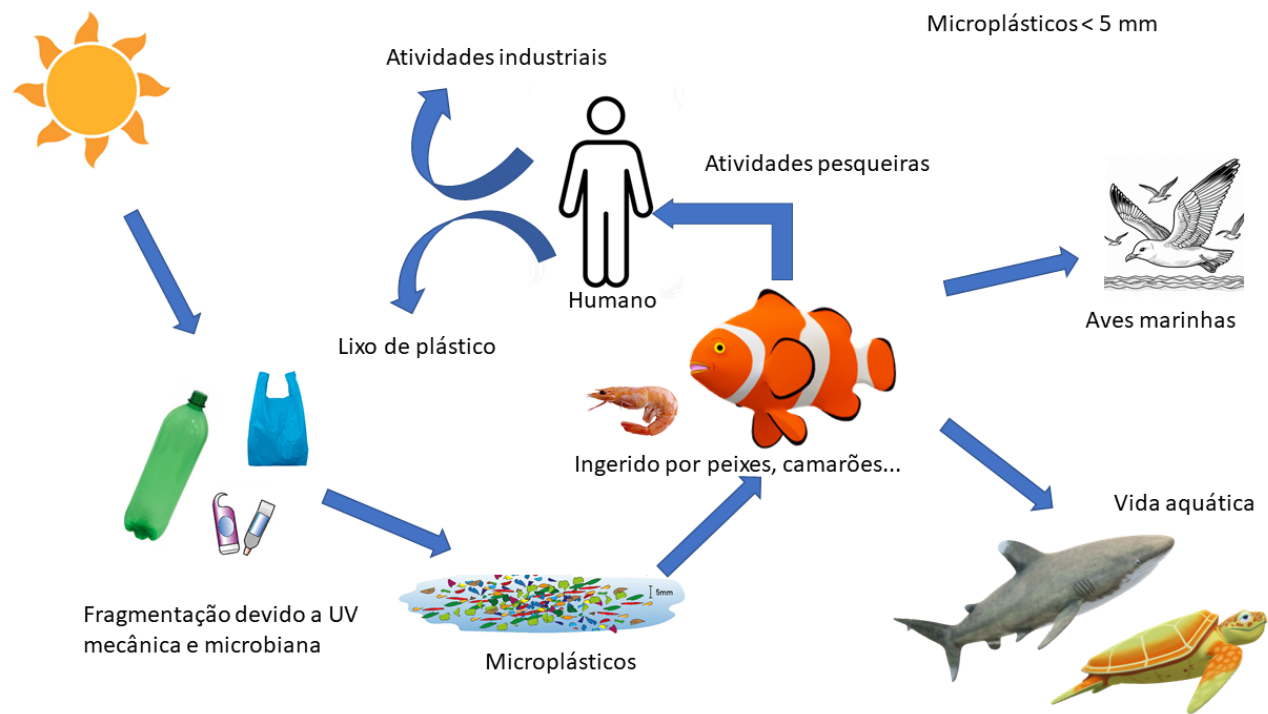 Microplásticos < 5 mm
Atividades industriais
Atividades pesqueiras
Humano
Aves marinhas
Lixo de plástico
Ingerido por peixes, camarões...
Vida aquática
5mm
Fragmentação devido a UV
mecânica e microbiana
Microplásticos